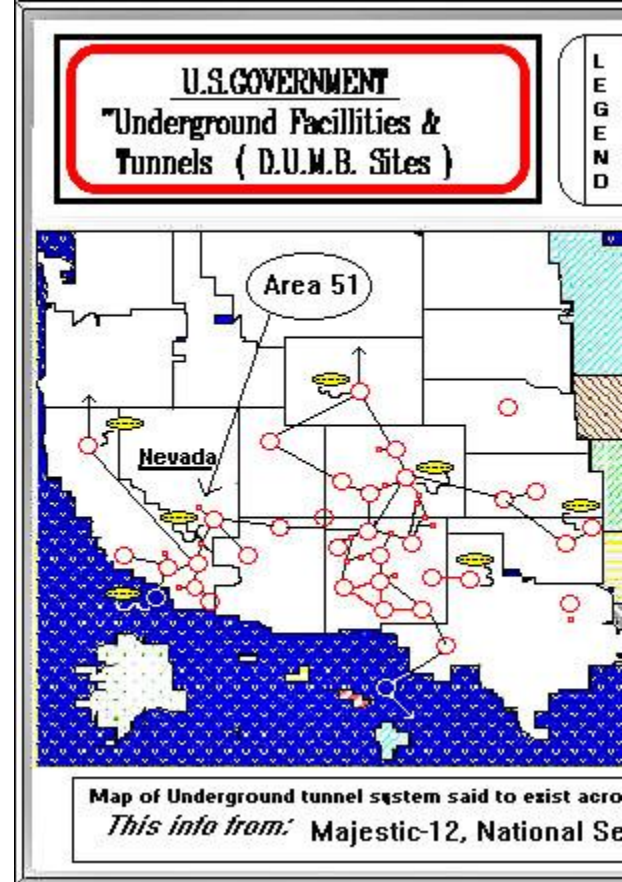 U.S.GOVERNMENT
"Underground Facillities &
Tunnels ( D.U.M.B. Sites )
LEGEND
Area 51
Nevada
Map of Underground tunnel system said to exist acro
This info from: Majestic-12, National Se